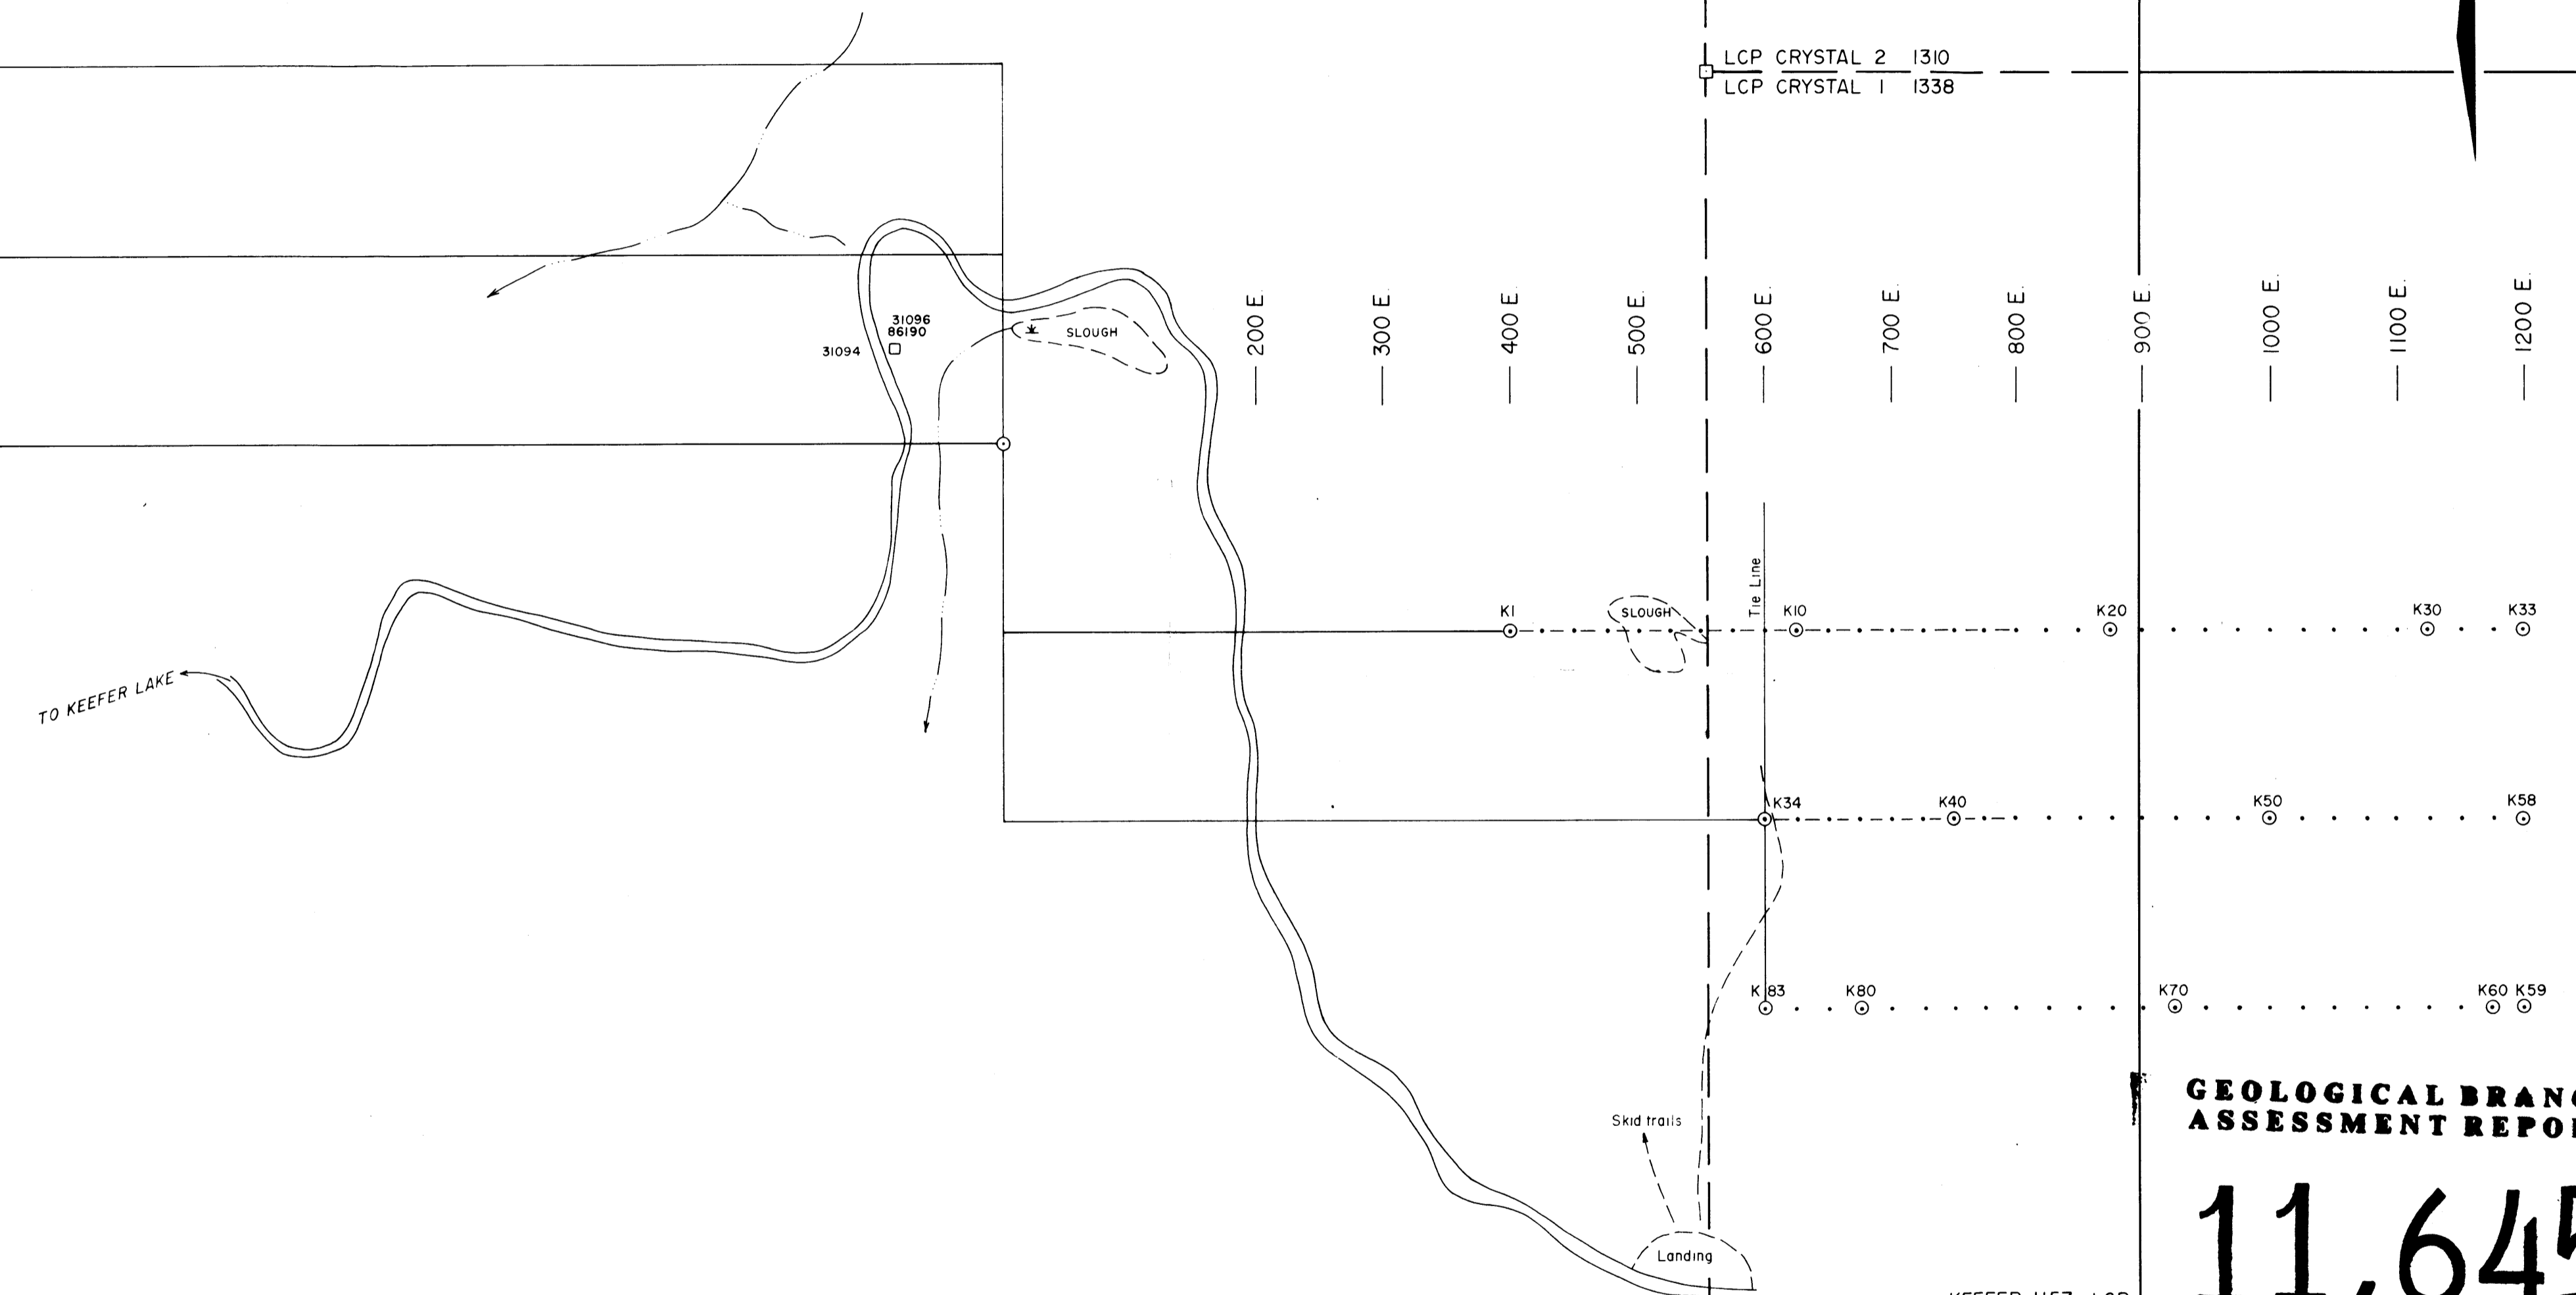 LCP CRYSTAL 2 1310
LCP CRYSTAL 1 1338
31096
86190
31094
SLOUGH
200 E.
300 E.
400 E.
500 E.
600 E.
700 E.
800 E.
900 E.
1000 E.
1100 E.
1200 E.
Tie Line
K1
SLOUGH
K10
K20
K30
K33
TO KEEFER LAKE
K34
K40
K50
K58
K 83
K80
K70
K60
K59
GEOLOGICAL BRANC
ASSESSMENT REPO
Skid trails
Landing
11,64